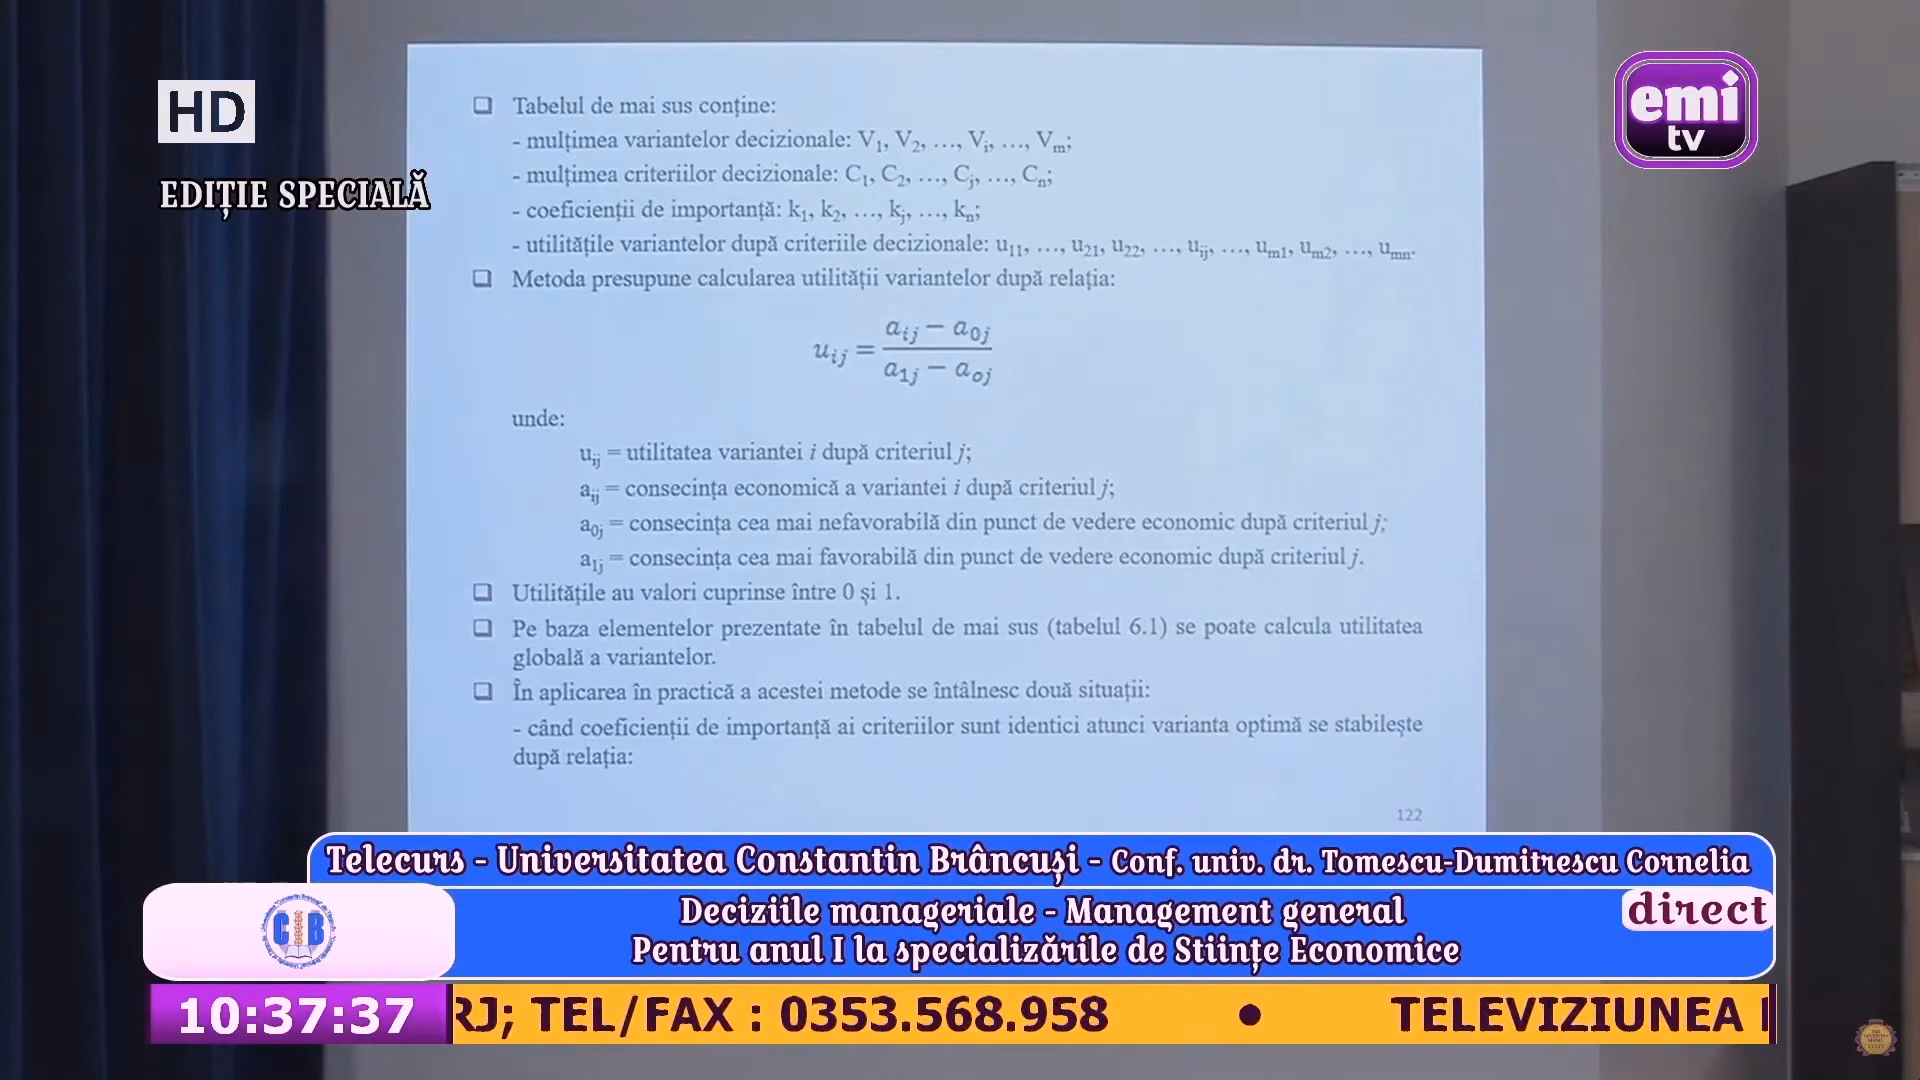 HD
emi
tv
EDIȚIE SPECIALĂ
❑ Tabelul de mai sus conține:
- mulțimea variantelor decizionale: V₁, V₂, …, Vᵢ, …, Vₘ;
- mulțimea criteriilor decizionale: C₁, C₂, …, Cⱼ, …, Cₙ;
- coeficienții de importanță: k₁, k₂, …, kⱼ, …, kₙ;
- utilitățile variantelor după criteriile decizionale: u₁₁, …, u₂₁, u₂₂, …, uᵢⱼ, …, uₘ₁, uₘ₂, …, uₘₙ.
❑ Metoda presupune calcularea utilității variantelor după relația:
uᵢⱼ = (aᵢⱼ − a₀ⱼ) / (a₁ⱼ − aₒⱼ)
unde:
uᵢⱼ = utilitatea variantei i după criteriul j;
aᵢⱼ = consecința economică a variantei i după criteriul j;
a₀ⱼ = consecința cea mai nefavorabilă din punct de vedere economic după criteriul j;
a₁ⱼ = consecința cea mai favorabilă din punct de vedere economic după criteriul j.
❑ Utilitățile au valori cuprinse între 0 și 1.
❑ Pe baza elementelor prezentate în tabelul de mai sus (tabelul 6.1) se poate calcula utilitatea
globală a variantelor.
❑ În aplicarea în practică a acestei metode se întâlnesc două situații:
- când coeficienții de importanță ai criteriilor sunt identici atunci varianta optimă se stabilește
după relația:
122
Telecurs - Universitatea Constantin Brâncuși - Conf. univ. dr. Tomescu-Dumitrescu Cornelia
Deciziile manageriale - Management general
direct
Pentru anul I la specializările de Stiințe Economice
CB
10:37:37
RJ; TEL/FAX : 0353.568.958 • TELEVIZIUNEA